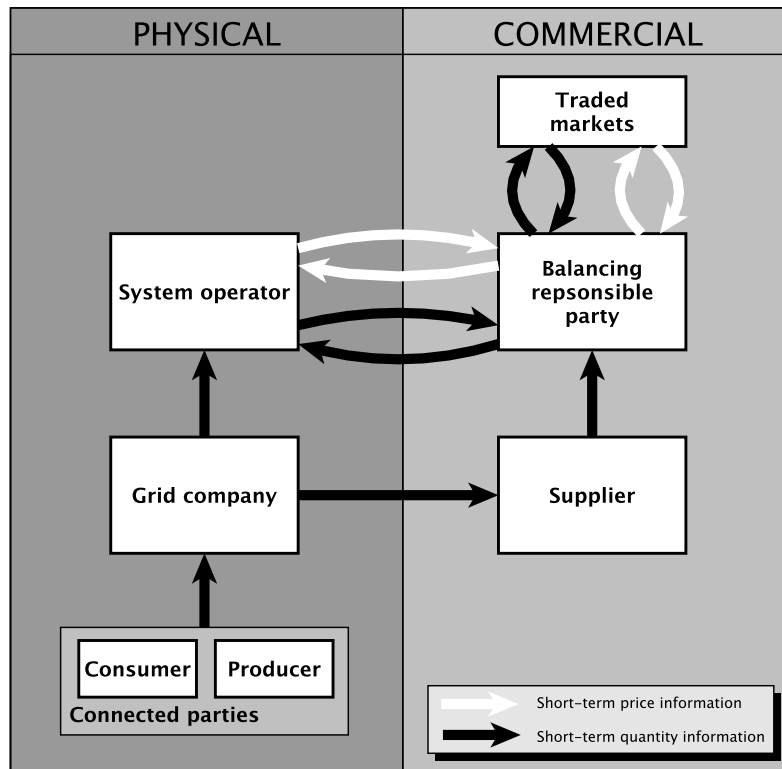 PHYSICAL
COMMERCIAL
Traded
markets
System operator
Balancing
repsonsible
party
Grid company
Supplier
Consumer
Producer
Connected parties
Short-term price information
Short-term quantity information